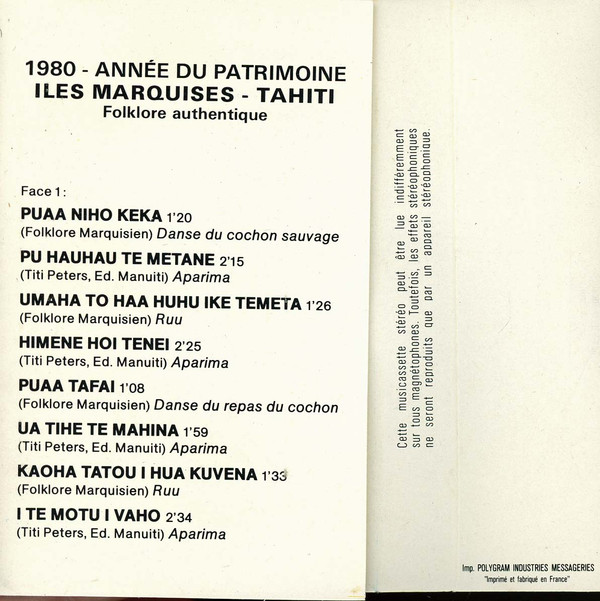 1980 - ANNÉE DU PATRIMOINE
ILES MARQUISES - TAHITI
Folklore authentique
Face 1 :
PUAA NIHO KEKA 1'20
(Folklore Marquisien) Danse du cochon sauvage
PU HAUHAU TE METANE 2'15
(Titi Peters, Ed. Manuiti) Aparima
UMAHA TO HAA HUHU IKE TEMETA 1'26
(Folklore Marquisien) Ruu
HIMENE HOI TENEI 2'25
(Titi Peters, Ed. Manuiti) Aparima
PUAA TAFAI 1'08
(Folklore Marquisien) Danse du repas du cochon
UA TIHE TE MAHINA 1'59
(Titi Peters, Ed. Manuiti) Aparima
KAOHA TATOU I HUA KUVENA 1'33
(Folklore Marquisien) Ruu
I TE MOTU I VAHO 2'34
(Titi Peters, Ed. Manuiti) Aparima
Cette musicassette stéréo peut être lue indifféremment
sur tous magnétophones. Toutefois, les effets stéréophoniques
ne seront reproduits que par un appareil stéréophonique.
Imp. POLYGRAM INDUSTRIES MESSAGERIES
"Imprimé et fabriqué en France"